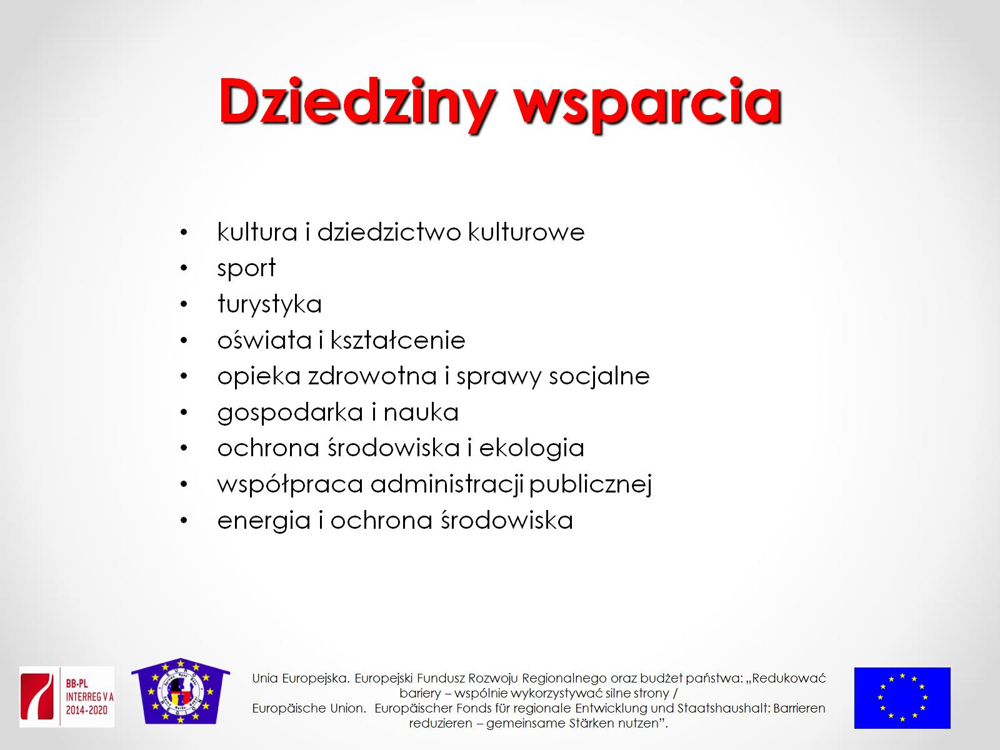 Dziedziny wsparcia
• kultura i dziedzictwo kulturowe
• sport
• turystyka
• oświata i kształcenie
• opieka zdrowotna i sprawy socjalne
• gospodarka i nauka
• ochrona środowiska i ekologia
• współpraca administracji publicznej
• energia i ochrona środowiska
BB-PL
INTERREG V A
2014-2020
EURO
REGION
Unia Europejska. Europejski Fundusz Rozwoju Regionalnego oraz budżet państwa: „Redukować
bariery – wspólnie wykorzystywać silne strony /
Europäische Union. Europäischer Fonds für regionale Entwicklung und Staatshaushalt: Barrieren
reduzieren – gemeinsame Stärken nutzen”.